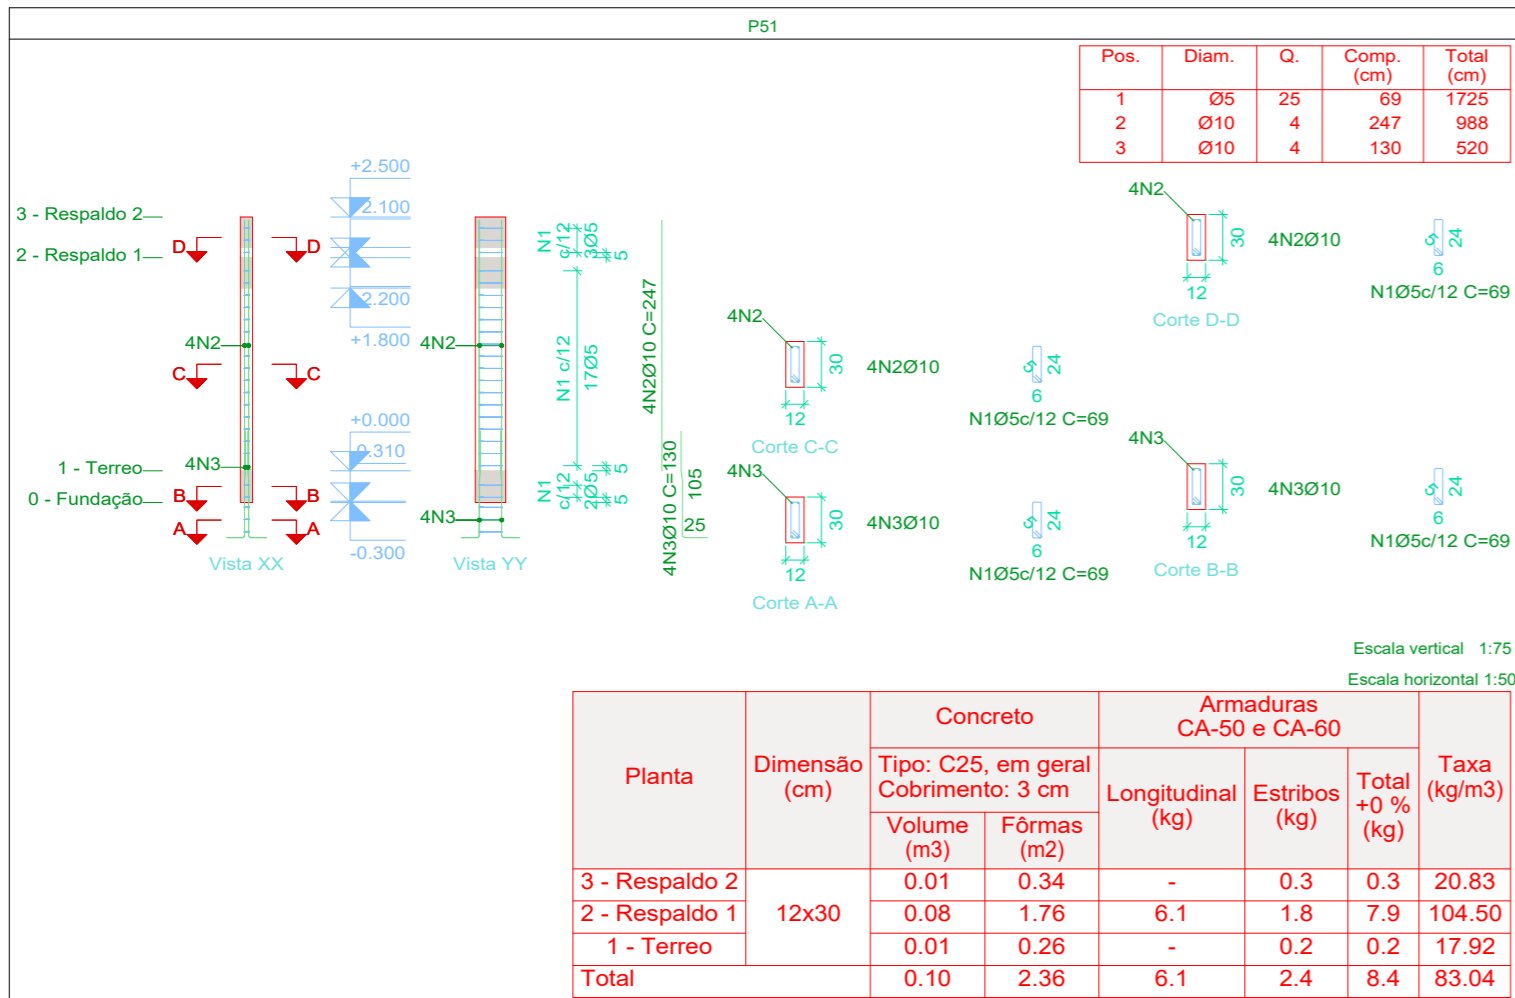 P51
Pos. Diam. Q. Comp. (cm) Total (cm)
1 Ø5 25 69 1725
2 Ø10 4 247 988
3 Ø10 4 130 520
3 - Respaldo 2
2 - Respaldo 1
1 - Terreo
0 - Fundação
D D
C C
B B
A A
4N2
4N3
Vista XX
+2.500
2.100
2.200
+1.800
+0.000
0.310
-0.300
4N2
4N3
Vista YY
N1
c/12
3Ø5
5
N1 c/12
17Ø5
5
N1
c/12
2Ø5
5
4N2Ø10 C=247
4N3Ø10 C=130
105
25
4N2
30
12
4N2Ø10
Corte D-D
5
24
6
N1Ø5c/12 C=69
4N2
30
12
4N2Ø10
Corte C-C
5
24
6
N1Ø5c/12 C=69
4N3
30
12
4N3Ø10
Corte B-B
5
24
6
N1Ø5c/12 C=69
4N3
30
12
4N3Ø10
Corte A-A
5
24
6
N1Ø5c/12 C=69
Escala vertical 1:75
Escala horizontal 1:50
Planta
Dimensão
(cm)
Concreto
Tipo: C25, em geral
Cobrimento: 3 cm
Volume
(m3)
Fôrmas
(m2)
Armaduras
CA-50 e CA-60
Longitudinal
(kg)
Estribos
(kg)
Total
+0 %
(kg)
Taxa
(kg/m3)
3 - Respaldo 2 12x30 0.01 0.34 - 0.3 0.3 20.83
2 - Respaldo 1 0.08 1.76 6.1 1.8 7.9 104.50
1 - Terreo 0.01 0.26 - 0.2 0.2 17.92
Total 0.10 2.36 6.1 2.4 8.4 83.04